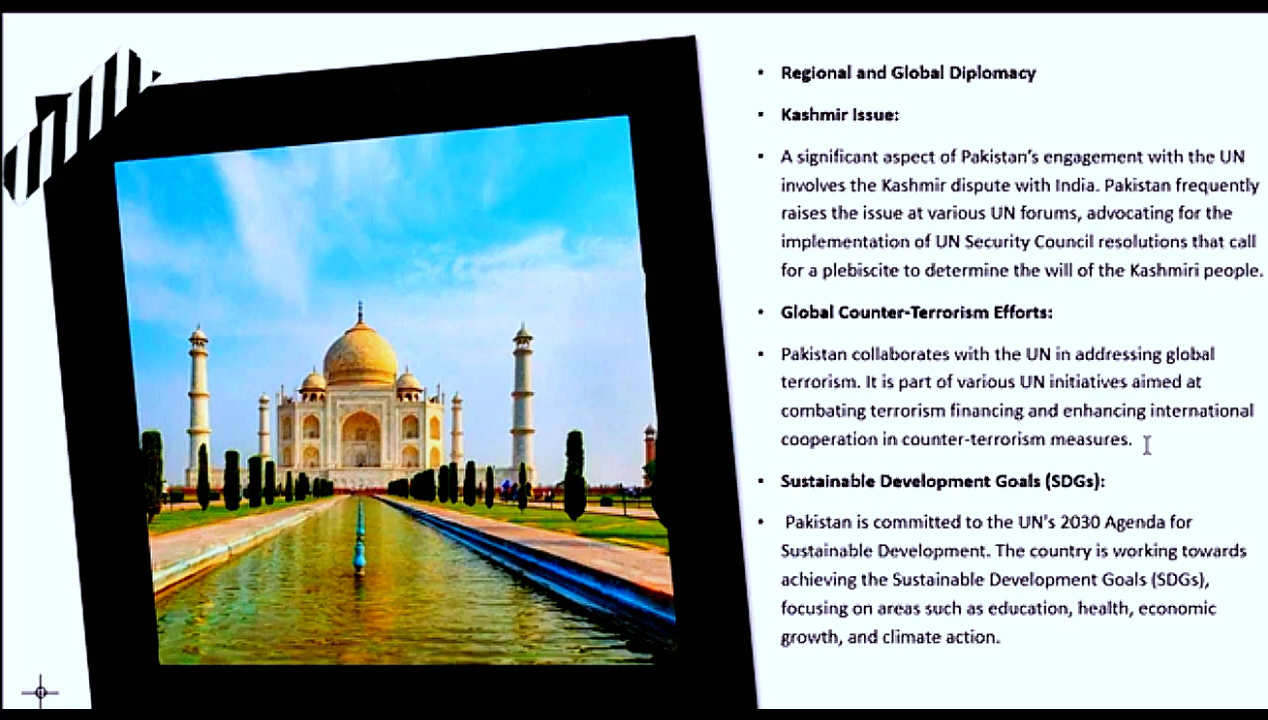 • Regional and Global Diplomacy
• Kashmir Issue:
• A significant aspect of Pakistan's engagement with the UN
involves the Kashmir dispute with India. Pakistan frequently
raises the issue at various UN forums, advocating for the
implementation of UN Security Council resolutions that call
for a plebiscite to determine the will of the Kashmiri people.
• Global Counter-Terrorism Efforts:
• Pakistan collaborates with the UN in addressing global
terrorism. It is part of various UN initiatives aimed at
combating terrorism financing and enhancing international
cooperation in counter-terrorism measures.
• Sustainable Development Goals (SDGs):
• Pakistan is committed to the UN's 2030 Agenda for
Sustainable Development. The country is working towards
achieving the Sustainable Development Goals (SDGs),
focusing on areas such as education, health, economic
growth, and climate action.